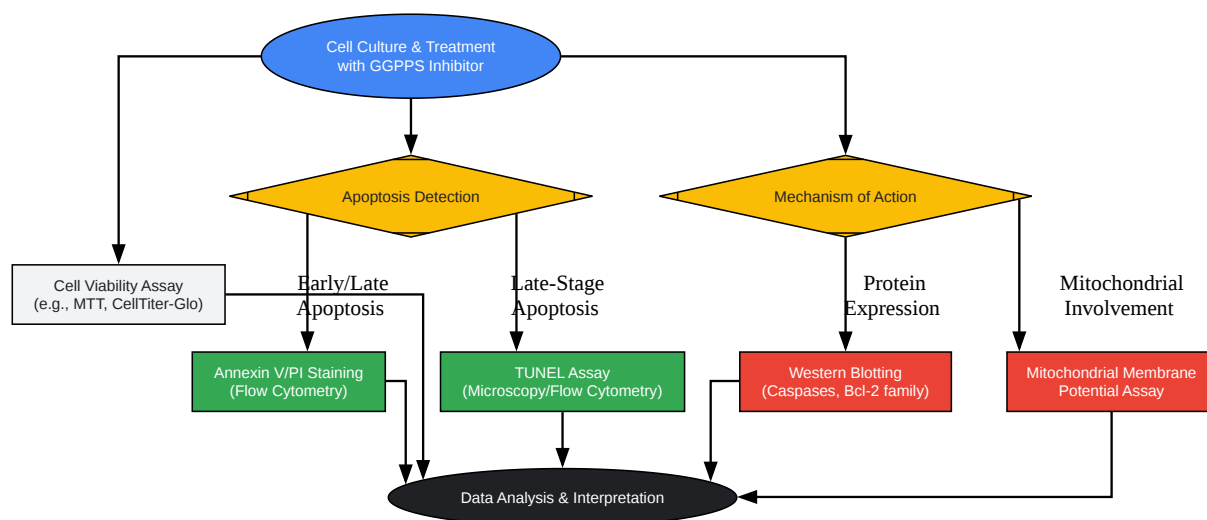 Cell Culture & Treatment
with GGPPS Inhibitor
Apoptosis Detection
Mechanism of Action
Cell Viability Assay
(e.g., MTT, CellTiter-Glo)
Early/Late
Apoptosis
Late-Stage
Apoptosis
Protein
Expression
Mitochondrial
Involvement
Annexin V/PI Staining
(Flow Cytometry)
TUNEL Assay
(Microscopy/Flow Cytometry)
Western Blotting
(Caspases, Bcl-2 family)
Mitochondrial Membrane
Potential Assay
Data Analysis & Interpretation